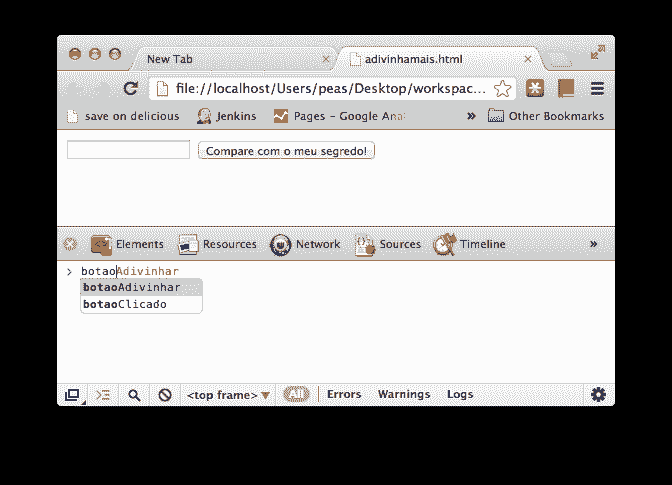 New Tab
adivinhamais.html
file://localhost/Users/peas/Desktop/workspac...
save on delicious Jenkins Pages - Google Ana » Other Bookmarks
Compare com o meu segredo!
Elements Resources Network Sources Timeline »
> botaoAdivinhar
botaoAdivinhar
botaoClicado
<top frame> All Errors Warnings Logs